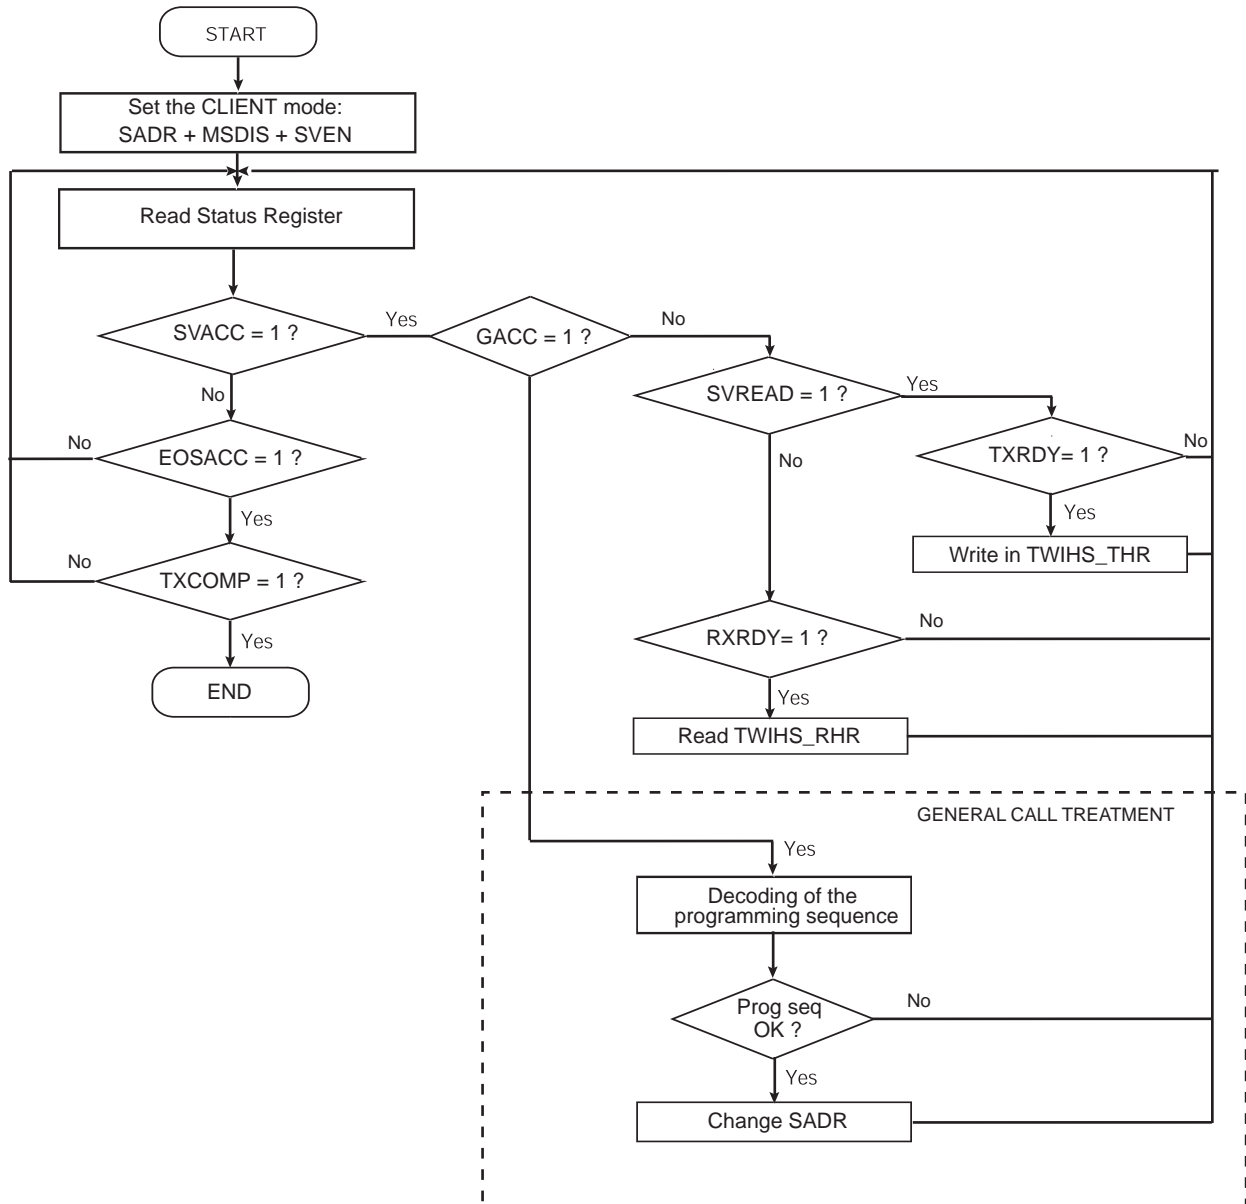 START
Set the CLIENT mode:
SADR + MSDIS + SVEN
Read Status Register
SVACC = 1 ?
Yes
GACC = 1 ?
No
SVREAD = 1 ?
Yes
No
EOSACC = 1 ?
No
TXRDY= 1 ?
No
No
Yes
Yes
Write in TWIHS_THR
No
TXCOMP = 1 ?
Yes
END
RXRDY= 1 ?
No
Yes
Read TWIHS_RHR
GENERAL CALL TREATMENT
Yes
Decoding of the
programming sequence
Prog seq
OK ?
No
Yes
Change SADR